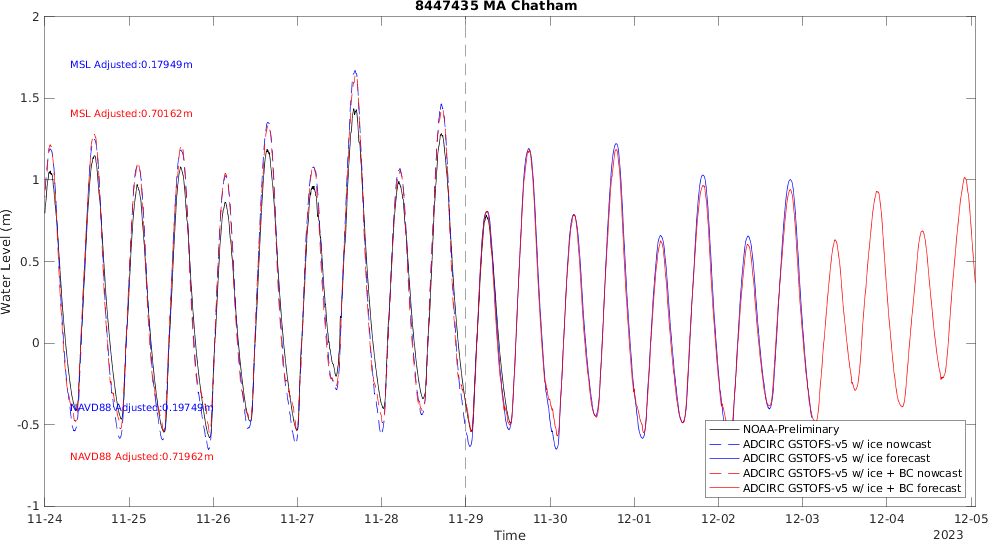 8447435 MA Chatham
2
1.5
1
0.5
0
-0.5
-1
Water Level (m)
MSL Adjusted:0.17949m
MSL Adjusted:0.70162m
NAVD88 Adjusted:0.19749m
NAVD88 Adjusted:0.71962m
NOAA-Preliminary
ADCIRC GSTOFS-v5 w/ ice nowcast
ADCIRC GSTOFS-v5 w/ ice forecast
ADCIRC GSTOFS-v5 w/ ice + BC nowcast
ADCIRC GSTOFS-v5 w/ ice + BC forecast
11-24 11-25 11-26 11-27 11-28 11-29 11-30 12-01 12-02 12-03 12-04 12-05
Time
2023